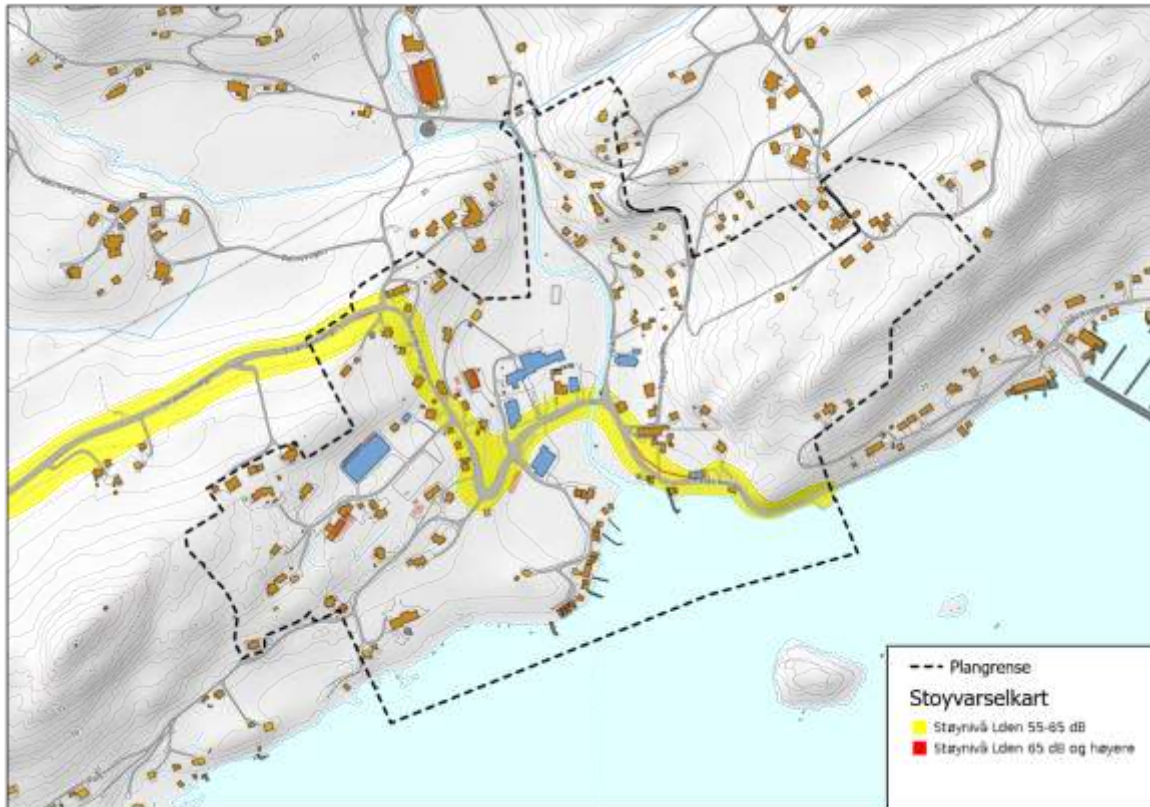 Plangrense
Stoyvarselkart
Støynivå Lden 55-65 dB
Støynivå Lden 65 dB og høyere